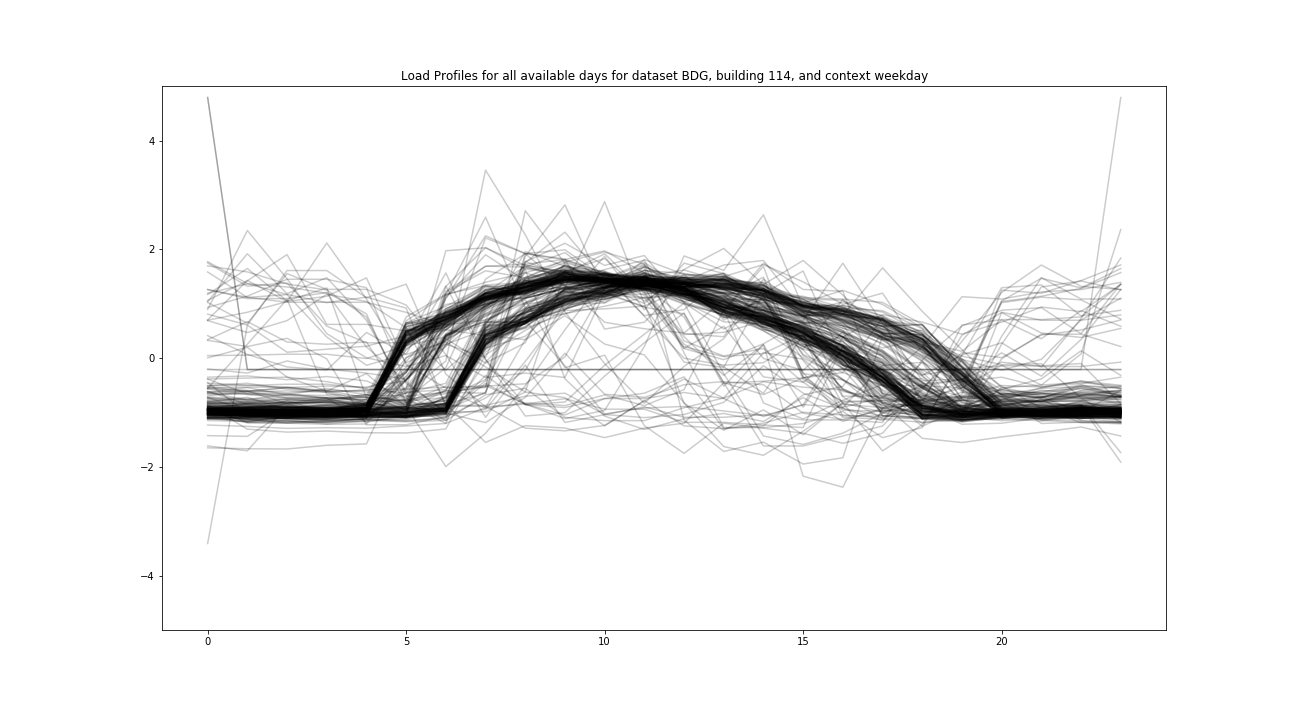 Load Profiles for all available days for dataset BDG, building 114, and context weekday
4
2
0
−2
−4
0 5 10 15 20